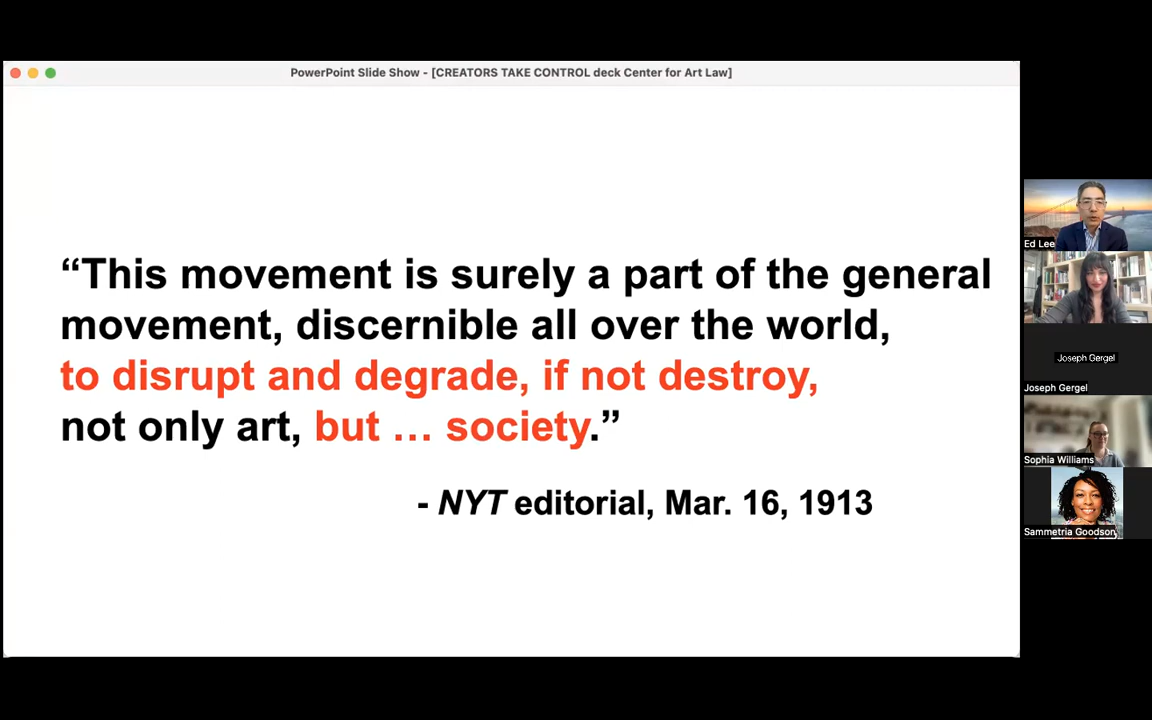 PowerPoint Slide Show - [CREATORS TAKE CONTROL deck Center for Art Law]
“This movement is surely a part of the general
movement, discernible all over the world,
to disrupt and degrade, if not destroy,
not only art, but … society.”
- NYT editorial, Mar. 16, 1913
Ed Lee
Joseph Gergel
Joseph Gergel
Sophia Williams
Sammetria Goodson